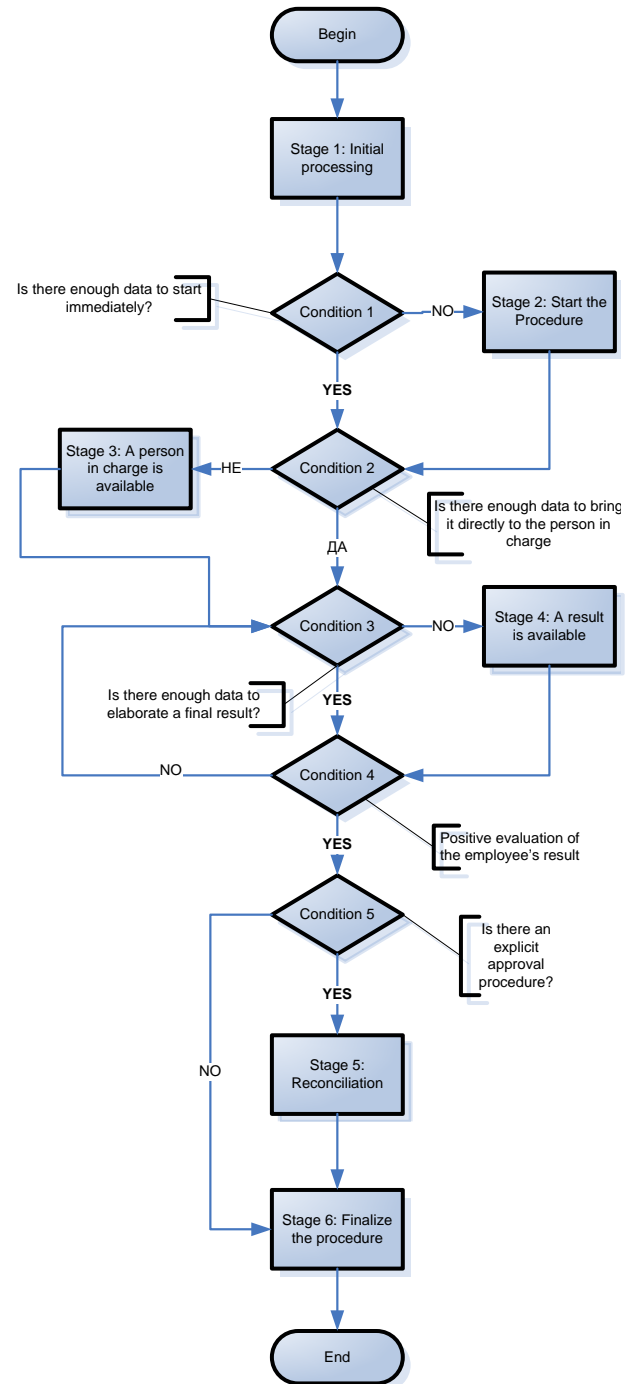 Begin
Stage 1: Initial
processing
Is there enough data to start
immediately?
Condition 1
NO
Stage 2: Start the
Procedure
YES
Stage 3: A person
in charge is
available
НЕ
Condition 2
Is there enough data to bring
it directly to the person in
charge
ДА
Condition 3
NO
Stage 4: A result
is available
Is there enough data to
elaborate a final result?
YES
NO
Condition 4
YES
Positive evaluation of
the employee's result
Condition 5
Is there an
explicit
approval
procedure?
YES
NO
Stage 5:
Reconciliation
Stage 6: Finalize
the procedure
End